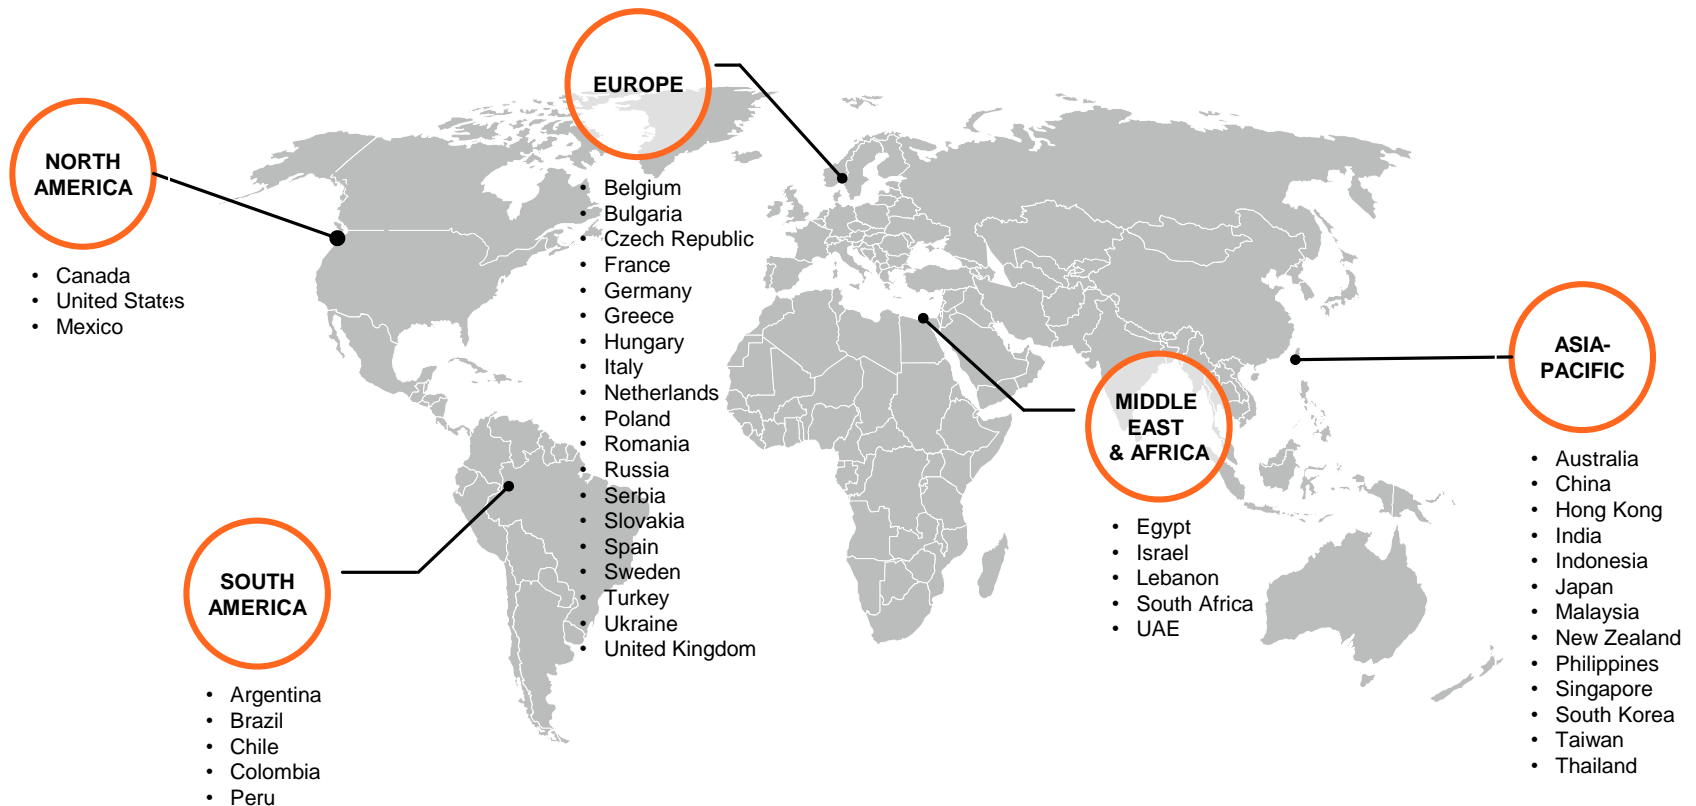 NORTH
AMERICA
• Canada
• United States
• Mexico
EUROPE
• Belgium
• Bulgaria
• Czech Republic
• France
• Germany
• Greece
• Hungary
• Italy
• Netherlands
• Poland
• Romania
• Russia
• Serbia
• Slovakia
• Spain
• Sweden
• Turkey
• Ukraine
• United Kingdom
SOUTH
AMERICA
• Argentina
• Brazil
• Chile
• Colombia
• Peru
MIDDLE
EAST
& AFRICA
• Egypt
• Israel
• Lebanon
• South Africa
• UAE
ASIA-
PACIFIC
• Australia
• China
• Hong Kong
• India
• Indonesia
• Japan
• Malaysia
• New Zealand
• Philippines
• Singapore
• South Korea
• Taiwan
• Thailand